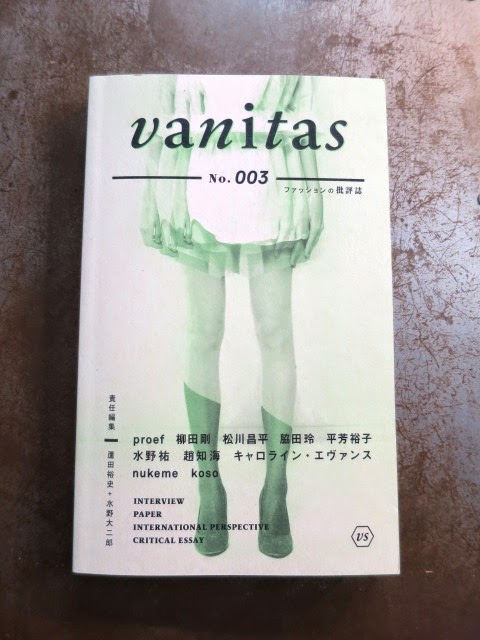 vanitas
No. 003
ファッションの批評誌
責任編集 蘆田裕史+水野大二郎
proef 柳田剛 松川昌平 脇田玲 平芳裕子
水野祐 趙知海 キャロライン・エヴァンス
nukeme koso
INTERVIEW
PAPER
INTERNATIONAL PERSPECTIVE
CRITICAL ESSAY
VS